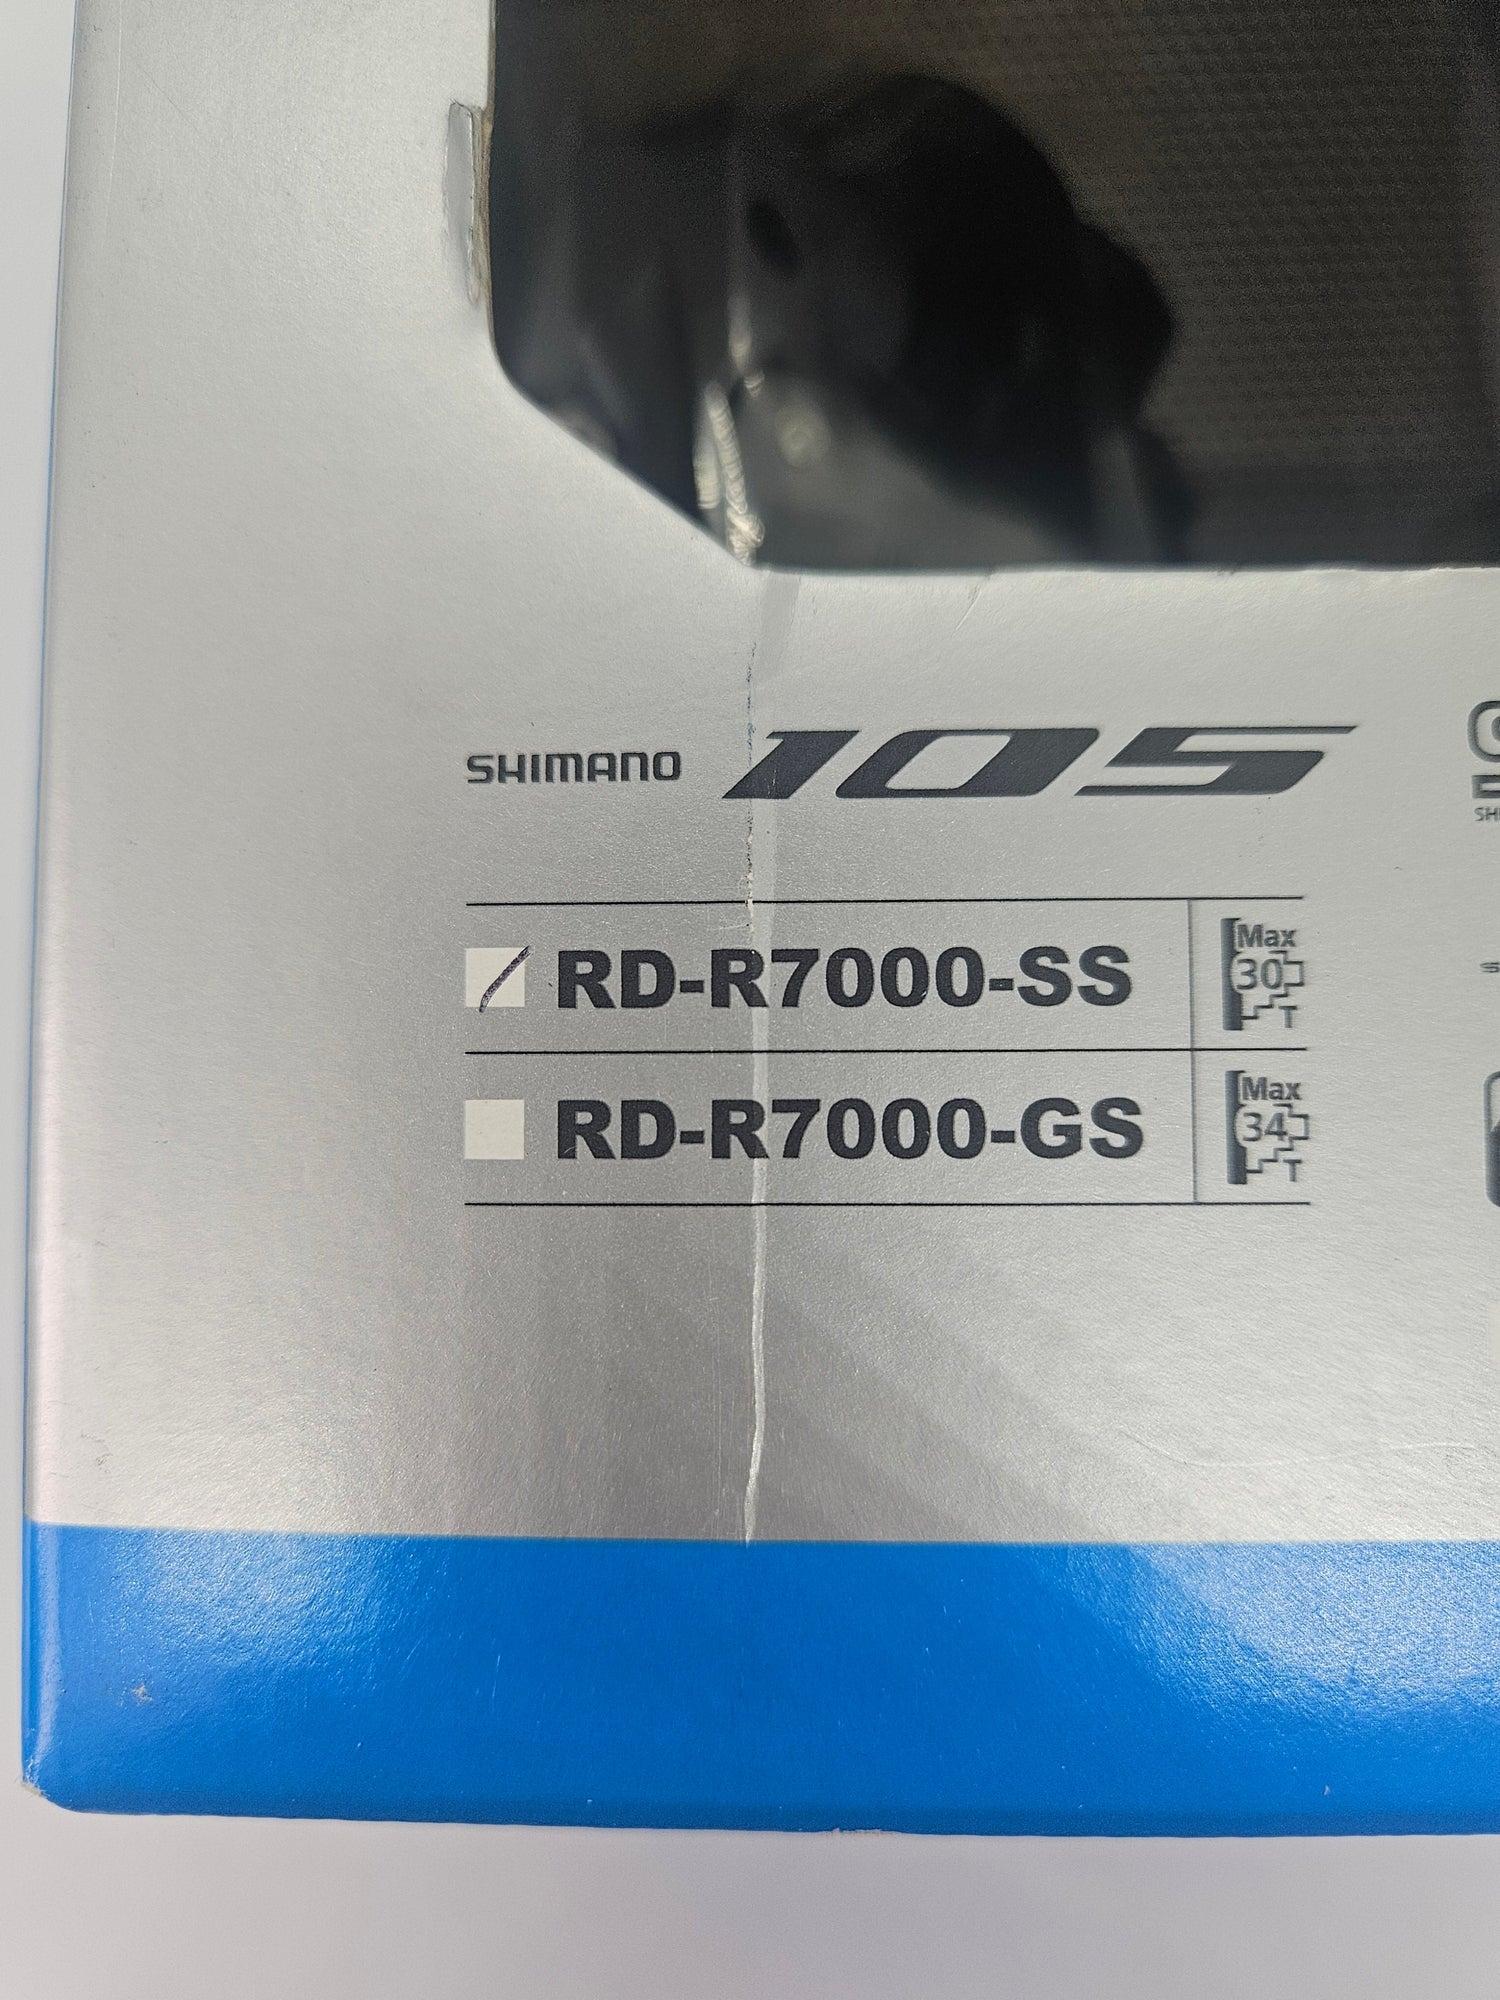 SHIMANO 105
RD-R7000-SS
Max
30
T
RD-R7000-GS
Max
34
T